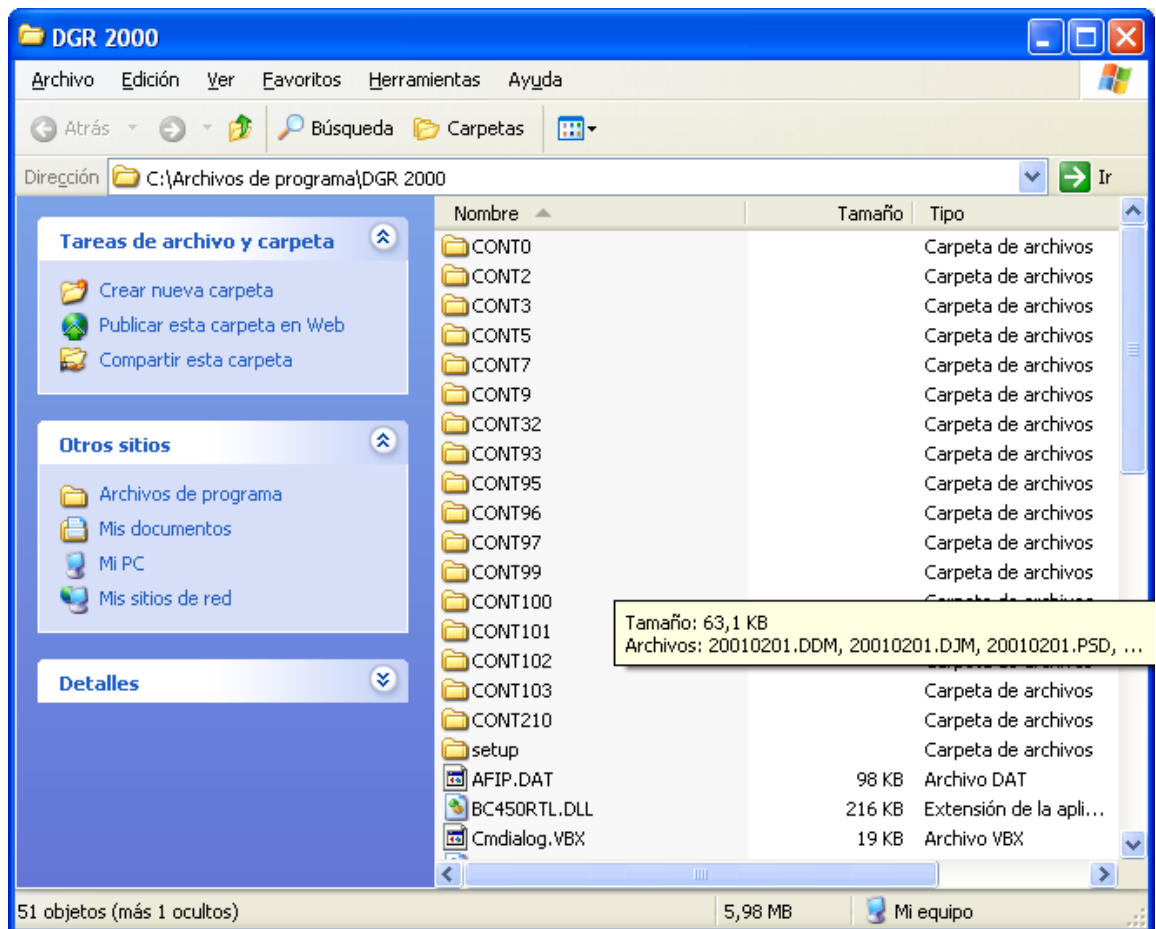 DGR 2000
Archivo Edición Ver Favoritos Herramientas Ayuda
Atrás Búsqueda Carpetas
Dirección C:\Archivos de programa\DGR 2000 Ir
Tareas de archivo y carpeta
Crear nueva carpeta
Publicar esta carpeta en Web
Compartir esta carpeta
Otros sitios
Archivos de programa
Mis documentos
Mi PC
Mis sitios de red
Detalles
Nombre Tamaño Tipo
CONT0 Carpeta de archivos
CONT2 Carpeta de archivos
CONT3 Carpeta de archivos
CONT5 Carpeta de archivos
CONT7 Carpeta de archivos
CONT9 Carpeta de archivos
CONT32 Carpeta de archivos
CONT93 Carpeta de archivos
CONT95 Carpeta de archivos
CONT96 Carpeta de archivos
CONT97 Carpeta de archivos
CONT99 Carpeta de archivos
CONT100 Carpeta de archivos
CONT101
CONT102 Carpeta de archivos
CONT103 Carpeta de archivos
CONT210 Carpeta de archivos
setup Carpeta de archivos
AFIP.DAT 98 KB Archivo DAT
BC450RTL.DLL 216 KB Extensión de la apli...
Cmdialog.VBX 19 KB Archivo VBX
Tamaño: 63,1 KB
Archivos: 20010201.DDM, 20010201.DJM, 20010201.PSD, ...
51 objetos (más 1 ocultos) 5,98 MB Mi equipo